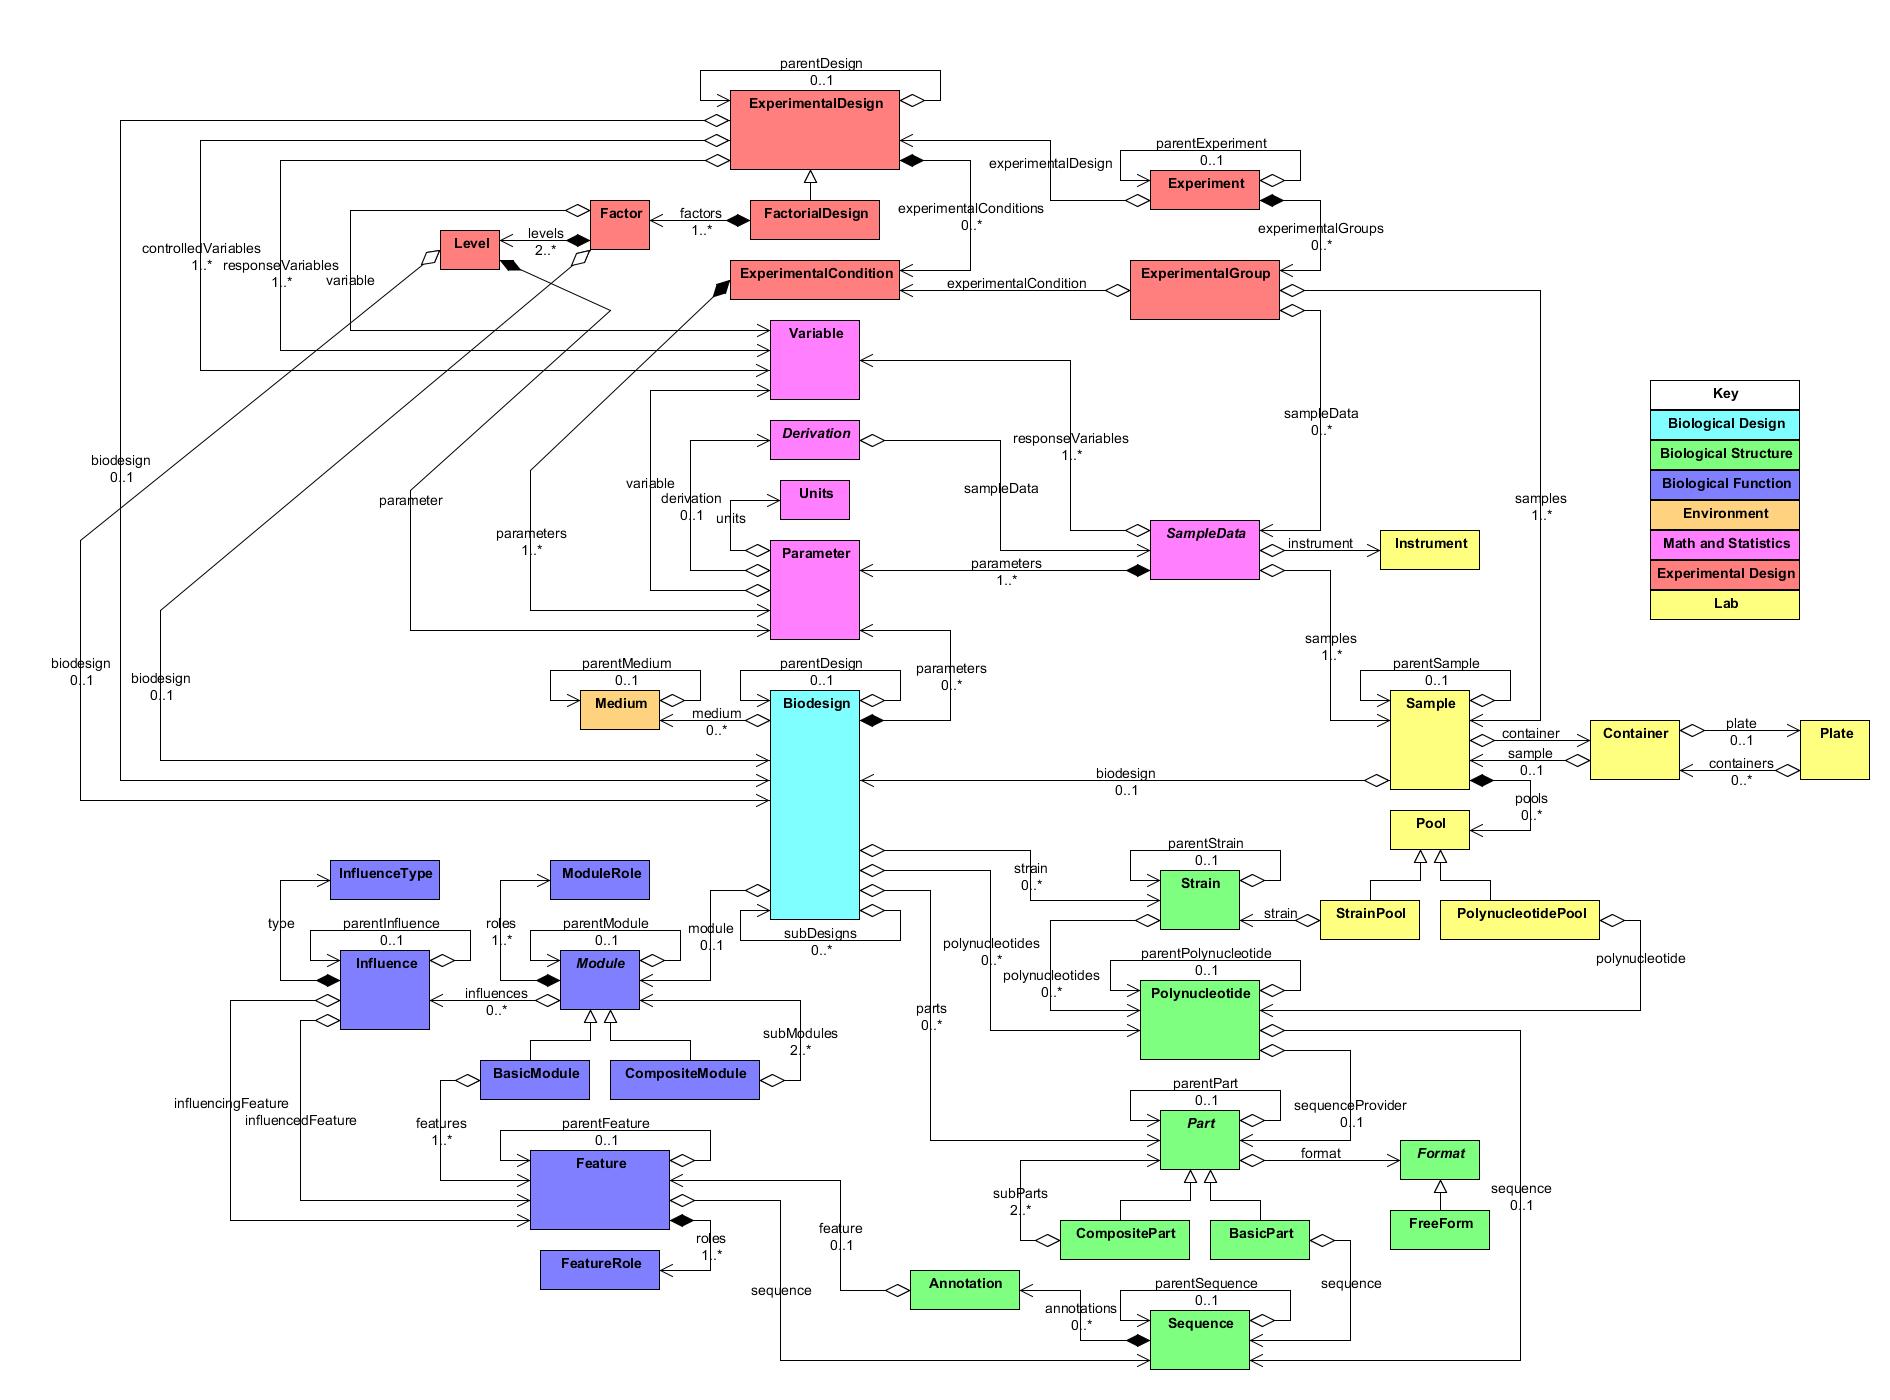 parentDesign
0..1
ExperimentalDesign
parentExperiment
0..1
experimentalDesign
Experiment
Factor
factors
1..*
FactorialDesign
experimentalConditions
0..*
experimentalGroups
0..*
Level
levels
2..*
controlledVariables
1..*
responseVariables
1..*
variable
ExperimentalCondition
experimentalCondition
ExperimentalGroup
Variable
Key
Biological Design
Biological Structure
Biological Function
Environment
Math and Statistics
Experimental Design
Lab
sampleData
0..*
Derivation
responseVariables
1..*
biodesign
0..1
parameter
variable
derivation
0..1
units
Units
sampleData
samples
1..*
parameters
1..*
Parameter
SampleData
instrument
Instrument
parameters
1..*
samples
1..*
biodesign
0..1
biodesign
0..1
parentMedium
0..1
Medium
medium
0..*
parentDesign
0..1
Biodesign
parameters
0..*
parentSample
0..1
Sample
container
sample
0..1
Container
plate
0..1
containers
0..*
Plate
biodesign
0..1
pools
0..*
Pool
parentStrain
0..1
strain
0..*
Strain
strain
StrainPool
PolynucleotidePool
InfluenceType
ModuleRole
type
parentInfluence
0..1
roles
1..*
parentModule
0..1
module
0..1
subDesigns
0..*
polynucleotides
0..*
polynucleotides
0..*
parentPolynucleotide
0..1
polynucleotide
Influence
Module
influences
0..*
Polynucleotide
parts
0..*
subModules
2..*
BasicModule
CompositeModule
influencingFeature
influencedFeature
features
1..*
parentFeature
0..1
Feature
parentPart
0..1
Part
sequenceProvider
0..1
format
Format
subParts
2..*
sequence
0..1
FreeForm
CompositePart
BasicPart
feature
0..1
roles
1..*
FeatureRole
sequence
Annotation
annotations
0..*
parentSequence
0..1
sequence
Sequence